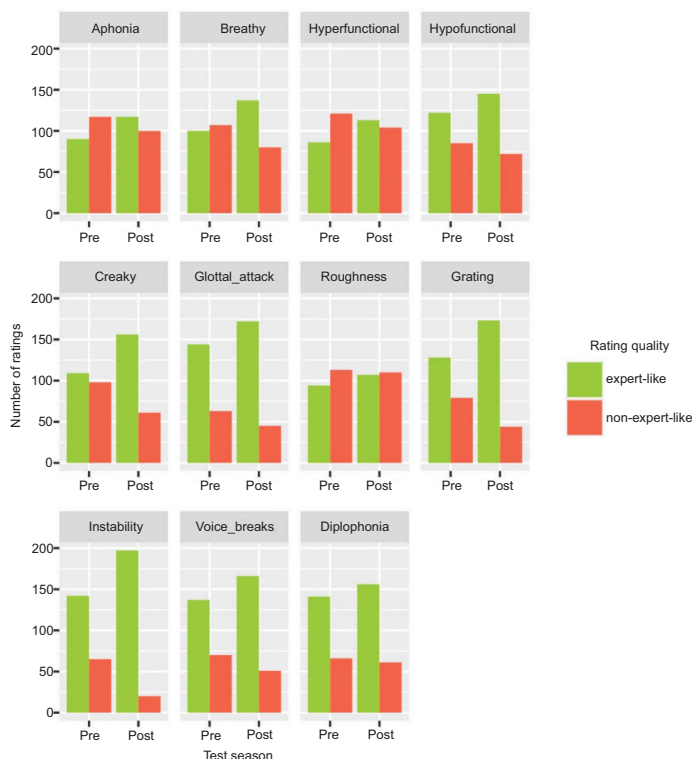 Aphonia Breathy Hyperfunctional Hypofunctional
200
150
100
50
0
Pre Post Pre Post Pre Post Pre Post
Creaky Glottal_attack Roughness Grating
200
150
100
50
0
Pre Post Pre Post Pre Post Pre Post
Number of ratings
Rating quality
expert-like
non-expert-like
Instability Voice_breaks Diplophonia
200
150
100
50
0
Pre Post Pre Post Pre Post
Test season